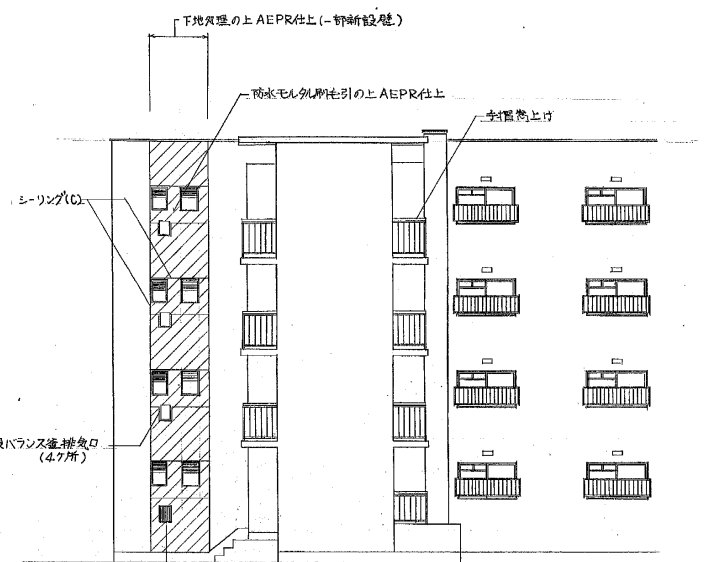 下地処理の上AEPR仕上(一部新設壁)
防水モルタル刷毛引の上AEPR仕上
手摺嵩上げ
シーリング(C)
バランス釜排気口
(4ケ所)